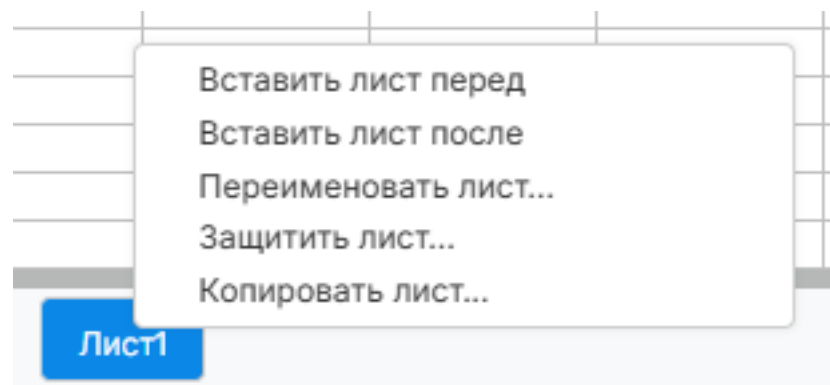 Вставить лист перед
Вставить лист после
Переименовать лист...
Защитить лист...
Копировать лист...
Лист1